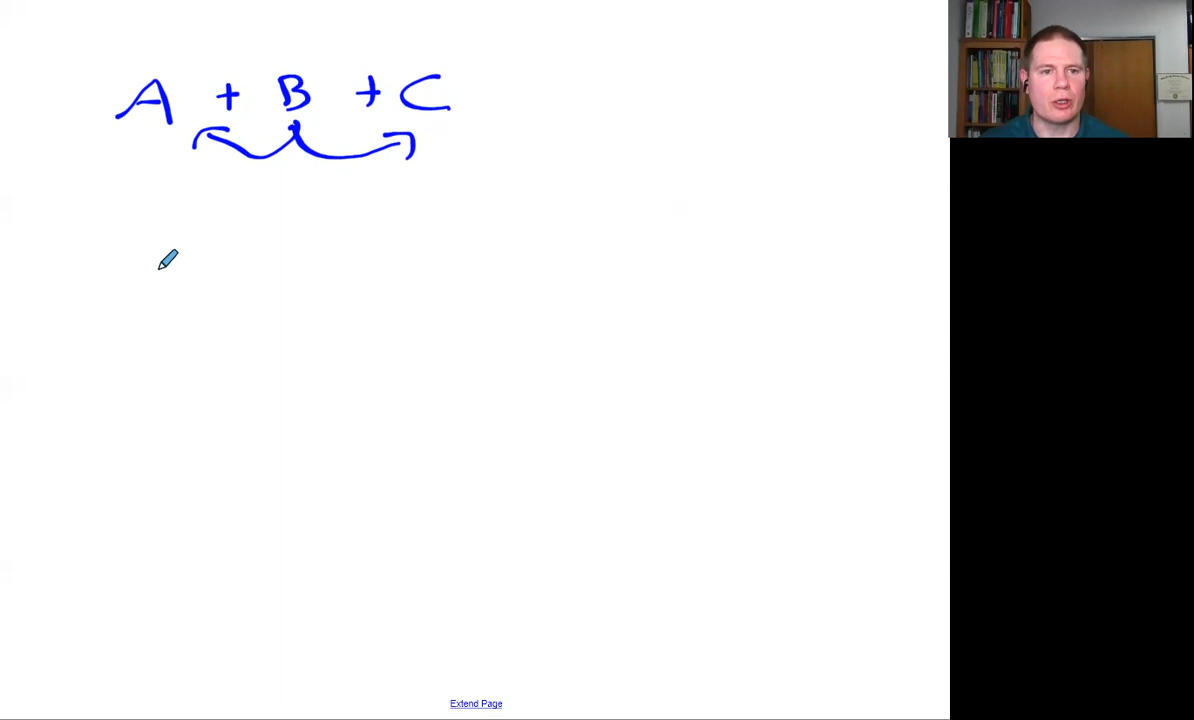 A + B + C
Extend Page